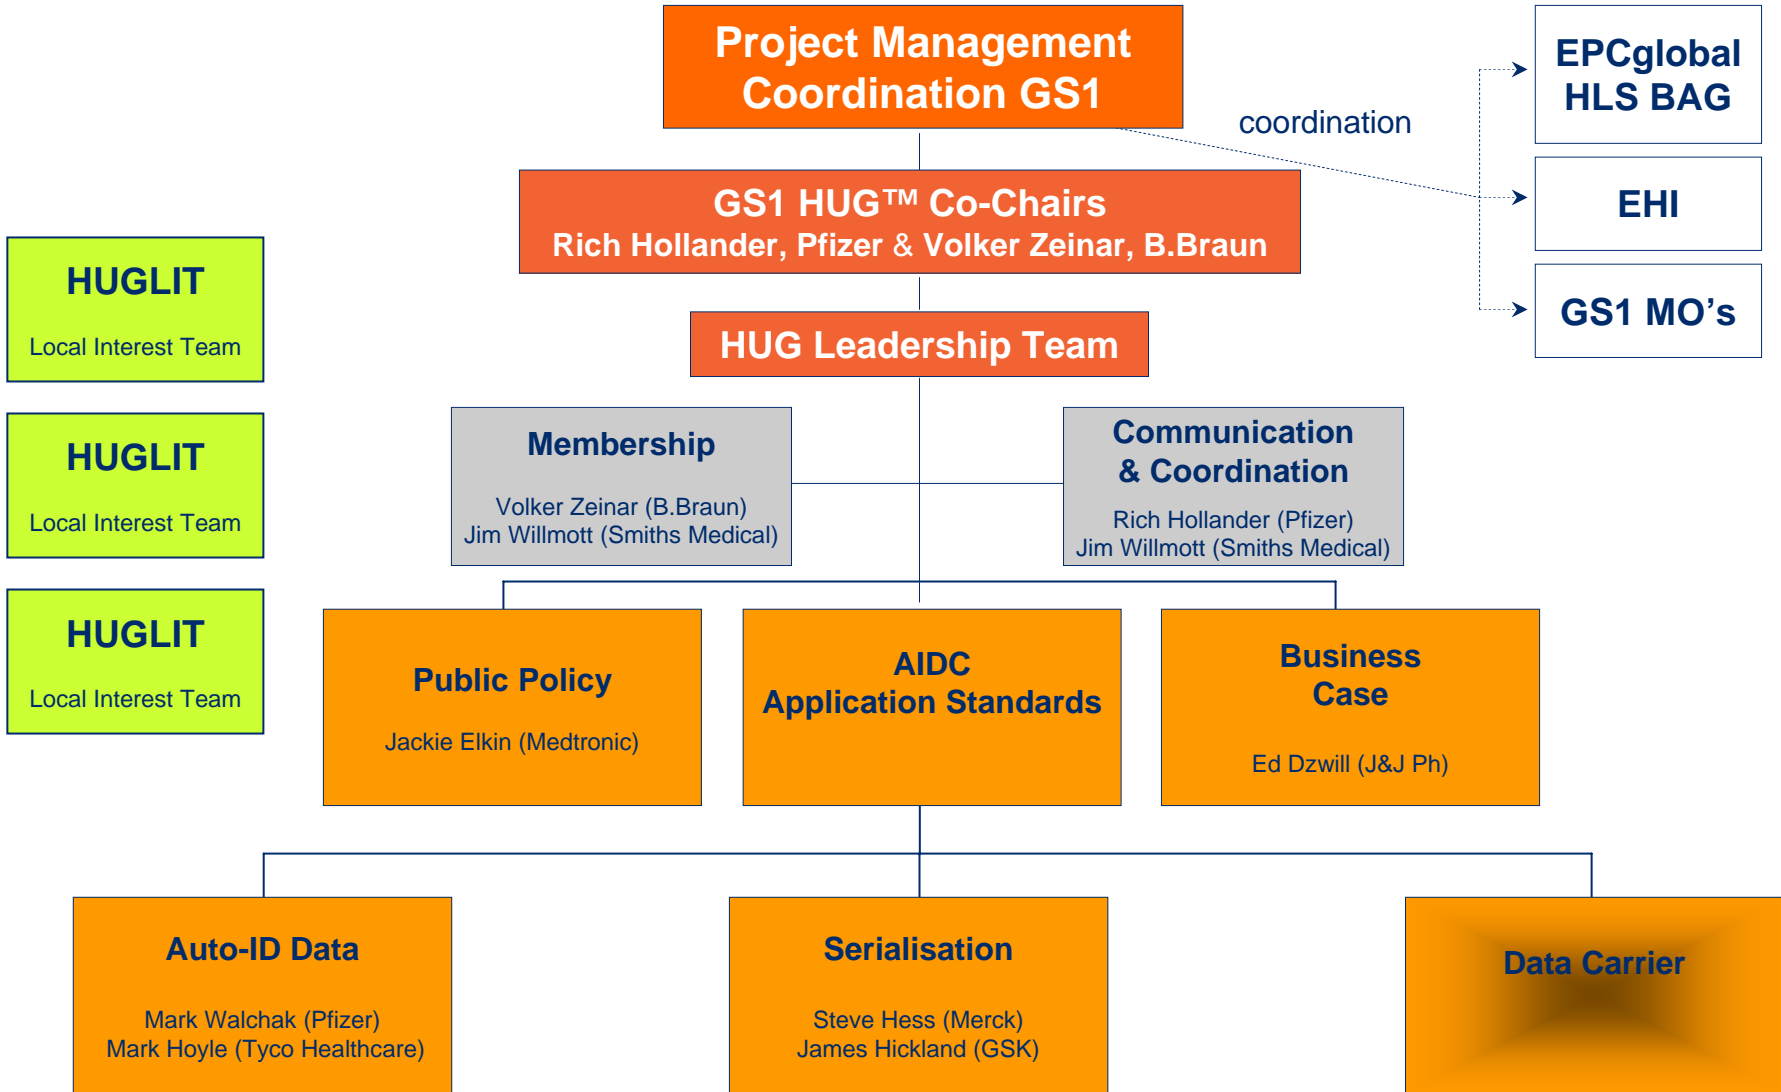 Project Management
Coordination GS1
EPCglobal
HLS BAG
coordination
GS1 HUG™ Co-Chairs
Rich Hollander, Pfizer & Volker Zeinar, B.Braun
EHI
HUGLIT
Local Interest Team
GS1 MO’s
HUG Leadership Team
HUGLIT
Local Interest Team
Membership
Volker Zeinar (B.Braun)
Jim Willmott (Smiths Medical)
Communication
& Coordination
Rich Hollander (Pfizer)
Jim Willmott (Smiths Medical)
HUGLIT
Local Interest Team
Public Policy
Jackie Elkin (Medtronic)
AIDC
Application Standards
Business
Case
Ed Dzwill (J&J Ph)
Auto-ID Data
Mark Walchak (Pfizer)
Mark Hoyle (Tyco Healthcare)
Serialisation
Steve Hess (Merck)
James Hickland (GSK)
Data Carrier